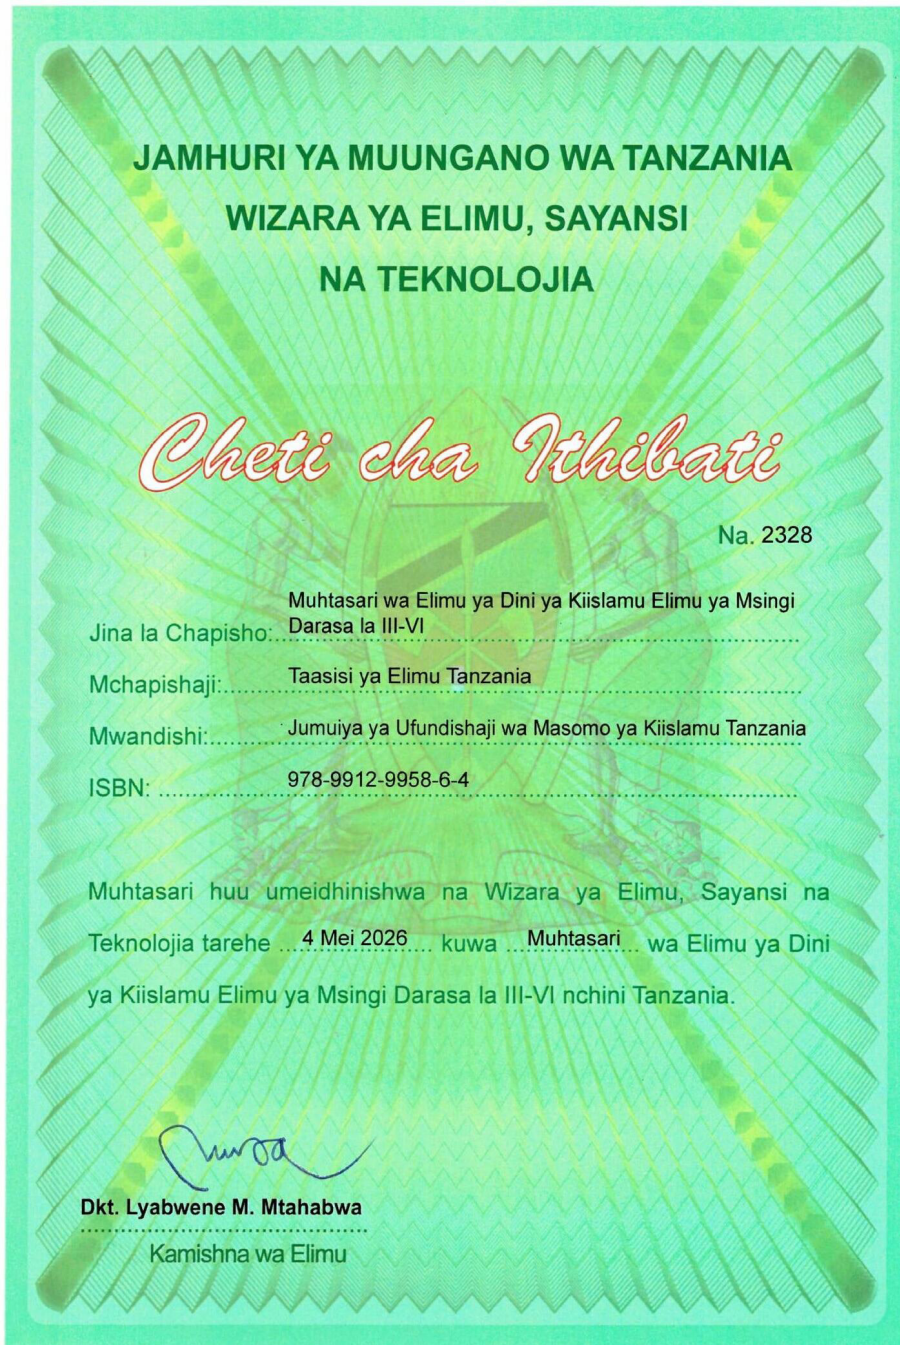 JAMHURI YA MUUNGANO WA TANZANIA
WIZARA YA ELIMU, SAYANSI
NA TEKNOLOJIA
Cheti cha Ithibati
Na. 2328
Jina la Chapisho: Muhtasari wa Elimu ya Dini ya Kiislamu Elimu ya Msingi
Darasa la III-VI
Mchapishaji: Taasisi ya Elimu Tanzania
Mwandishi: Jumuiya ya Ufundishaji wa Masomo ya Kiislamu Tanzania
ISBN: 978-9912-9958-6-4
Muhtasari huu umeidhinishwa na Wizara ya Elimu, Sayansi na
Teknolojia tarehe 4 Mei 2026 kuwa Muhtasari wa Elimu ya Dini
ya Kiislamu Elimu ya Msingi Darasa la III-VI nchini Tanzania.
Dkt. Lyabwene M. Mtahabwa
Kamishna wa Elimu